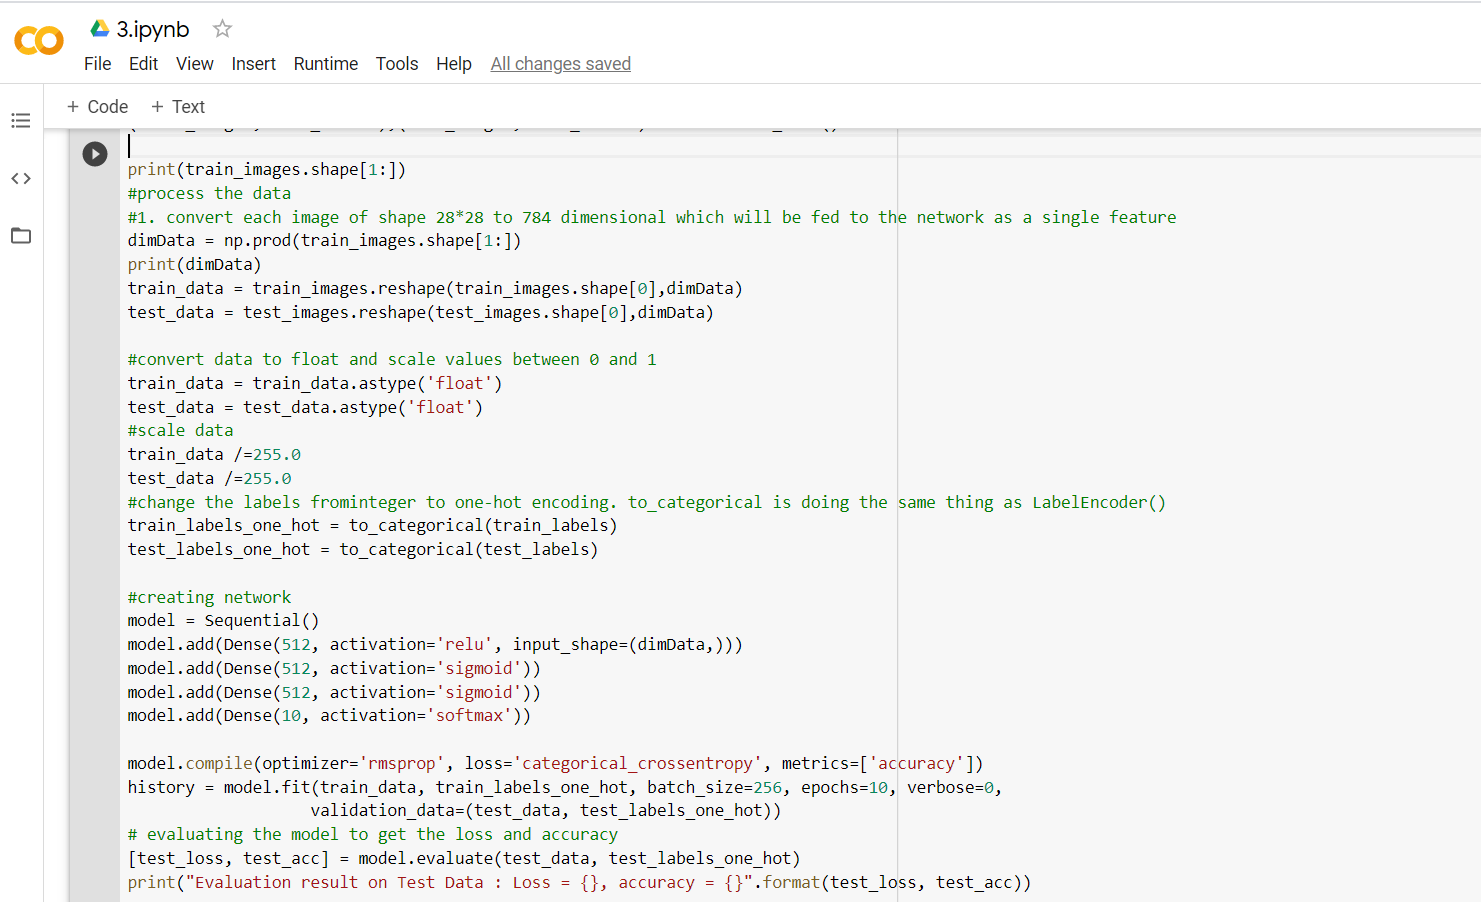 3.ipynb
File Edit View Insert Runtime Tools Help All changes saved
+ Code + Text
print(train_images.shape[1:])
#process the data
#1. convert each image of shape 28*28 to 784 dimensional which will be fed to the network as a single feature
dimData = np.prod(train_images.shape[1:])
print(dimData)
train_data = train_images.reshape(train_images.shape[0],dimData)
test_data = test_images.reshape(test_images.shape[0],dimData)
#convert data to float and scale values between 0 and 1
train_data = train_data.astype('float')
test_data = test_data.astype('float')
#scale data
train_data /=255.0
test_data /=255.0
#change the labels frominteger to one-hot encoding. to_categorical is doing the same thing as LabelEncoder()
train_labels_one_hot = to_categorical(train_labels)
test_labels_one_hot = to_categorical(test_labels)
#creating network
model = Sequential()
model.add(Dense(512, activation='relu', input_shape=(dimData,)))
model.add(Dense(512, activation='sigmoid'))
model.add(Dense(512, activation='sigmoid'))
model.add(Dense(10, activation='softmax'))
model.compile(optimizer='rmsprop', loss='categorical_crossentropy', metrics=['accuracy'])
history = model.fit(train_data, train_labels_one_hot, batch_size=256, epochs=10, verbose=0,
validation_data=(test_data, test_labels_one_hot))
# evaluating the model to get the loss and accuracy
[test_loss, test_acc] = model.evaluate(test_data, test_labels_one_hot)
print("Evaluation result on Test Data : Loss = {}, accuracy = {}".format(test_loss, test_acc))